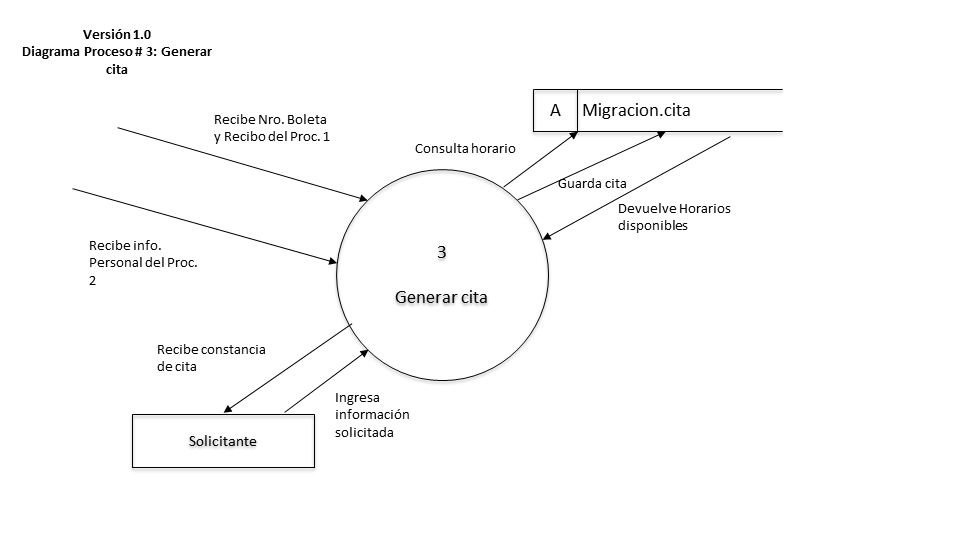 Versión 1.0
Diagrama Proceso # 3: Generar
cita
Recibe Nro. Boleta
y Recibo del Proc. 1
A
Migracion.cita
Consulta horario
Guarda cita
Devuelve Horarios
disponibles
Recibe info.
Personal del Proc.
2
3
Generar cita
Recibe constancia
de cita
Ingresa
información
solicitada
Solicitante